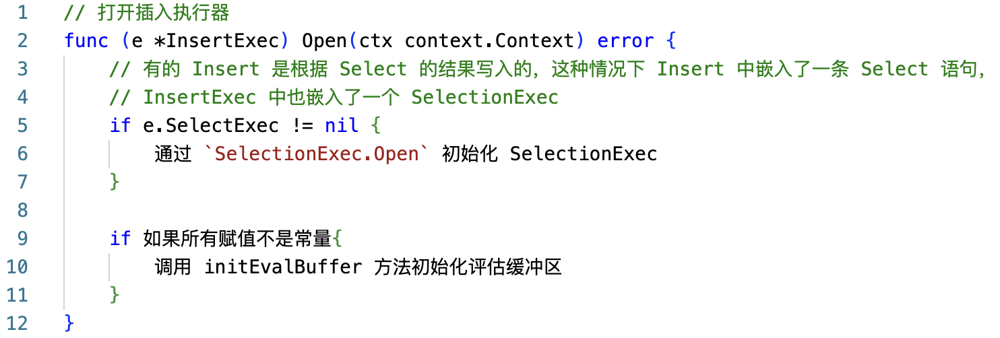 1 // 打开插入执行器
2 func (e *InsertExec) Open(ctx context.Context) error {
3 // 有的 Insert 是根据 Select 的结果写入的，这种情况下 Insert 中嵌入了一条 Select 语句，
4 // InsertExec 中也嵌入了一个 SelectionExec
5 if e.SelectExec != nil {
6 通过 `SelectionExec.Open` 初始化 SelectionExec
7 }
8
9 if 如果所有赋值不是常量{
10 调用 initEvalBuffer 方法初始化评估缓冲区
11 }
12 }